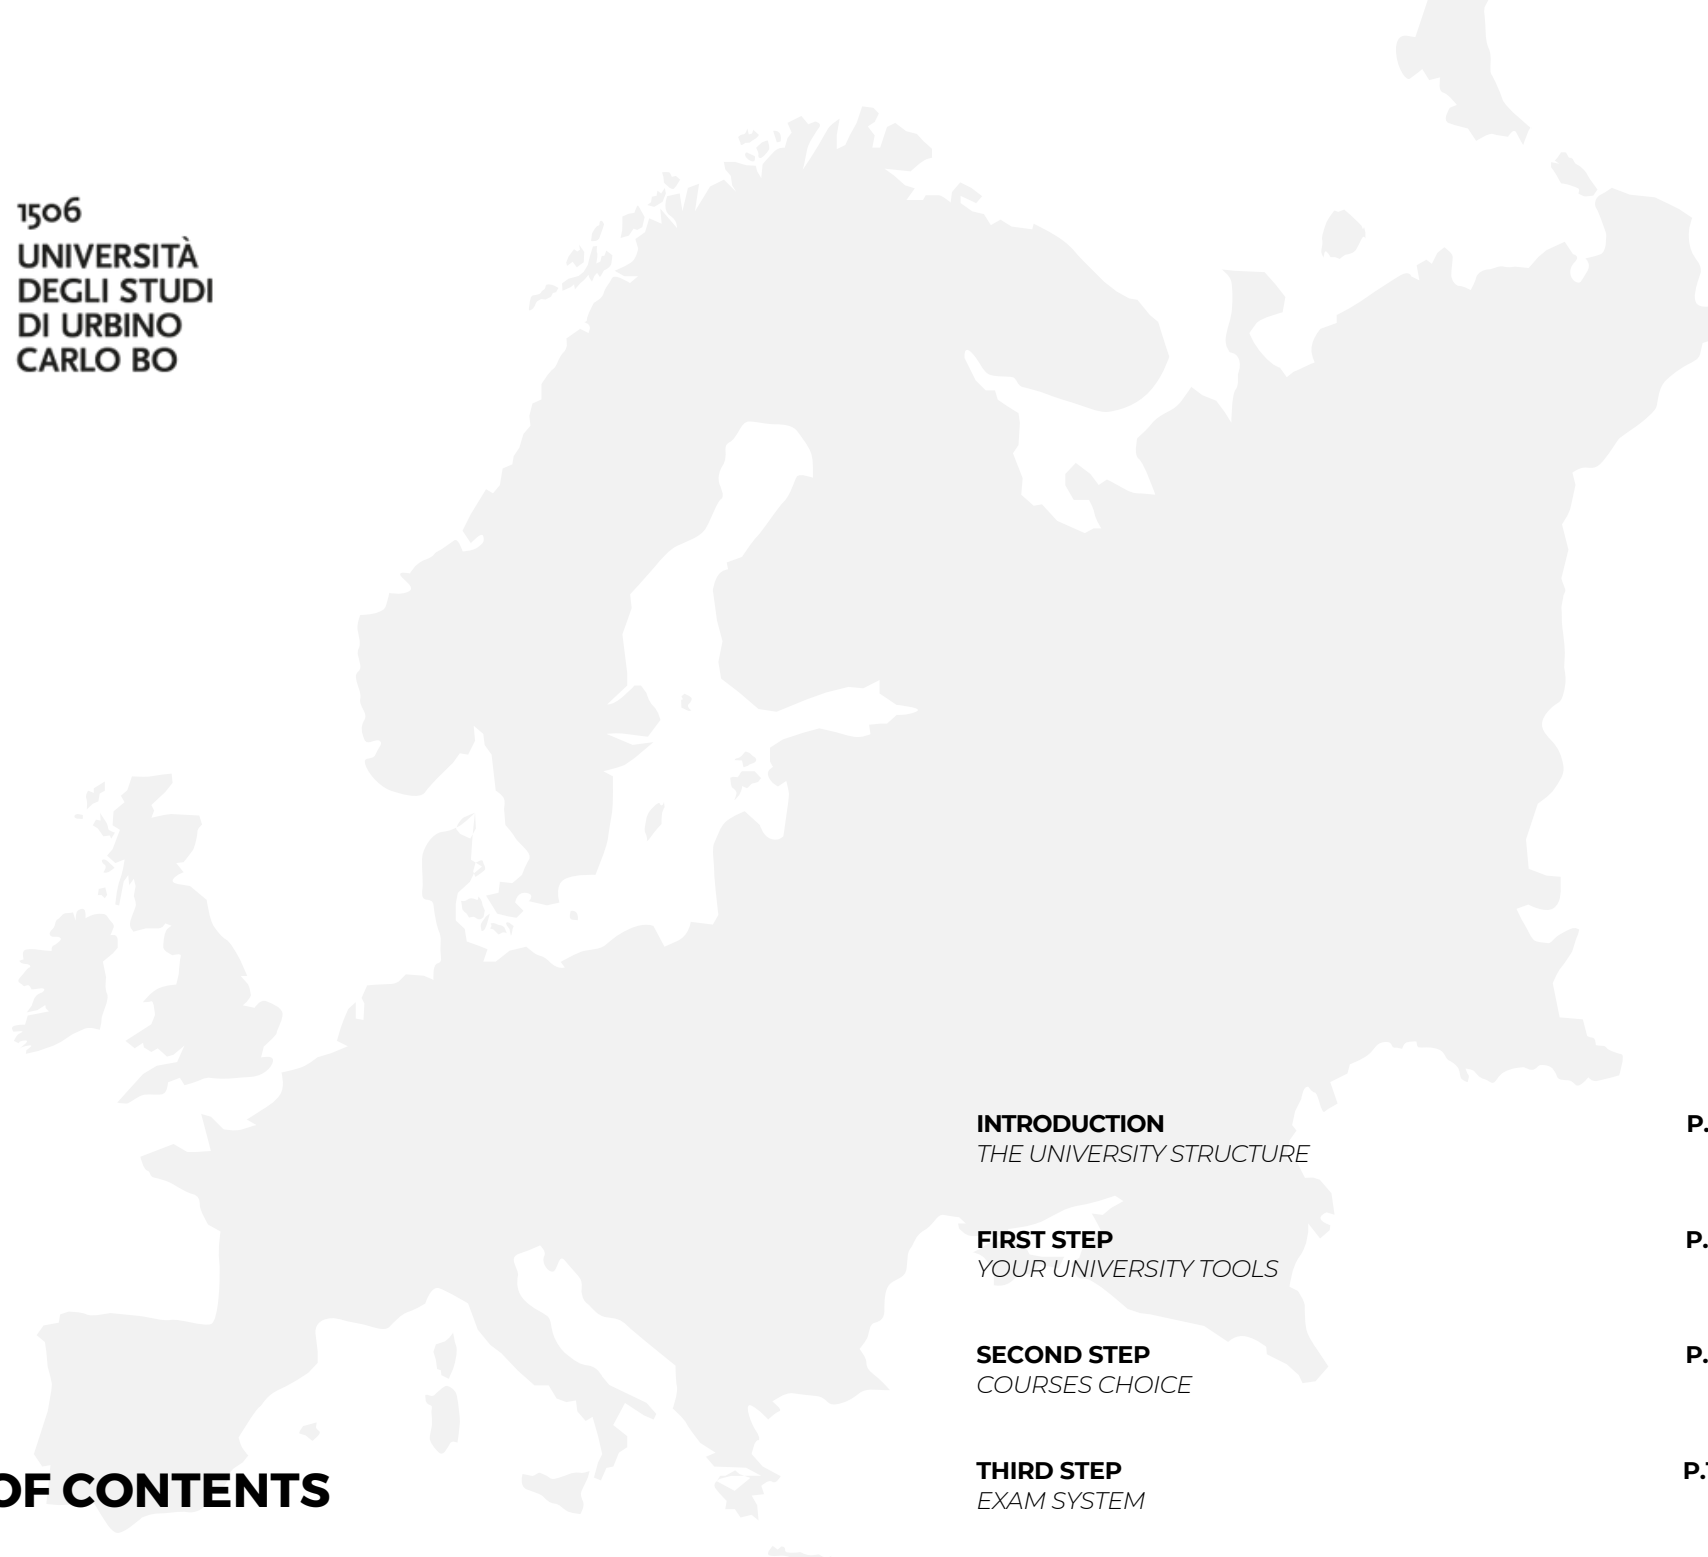 1506
UNIVERSITÀ
DEGLI STUDI
DI URBINO
CARLO BO
INTRODUCTION P.
THE UNIVERSITY STRUCTURE
FIRST STEP P.
YOUR UNIVERSITY TOOLS
SECOND STEP P.
COURSES CHOICE
THIRD STEP P.
EXAM SYSTEM
OF CONTENTS